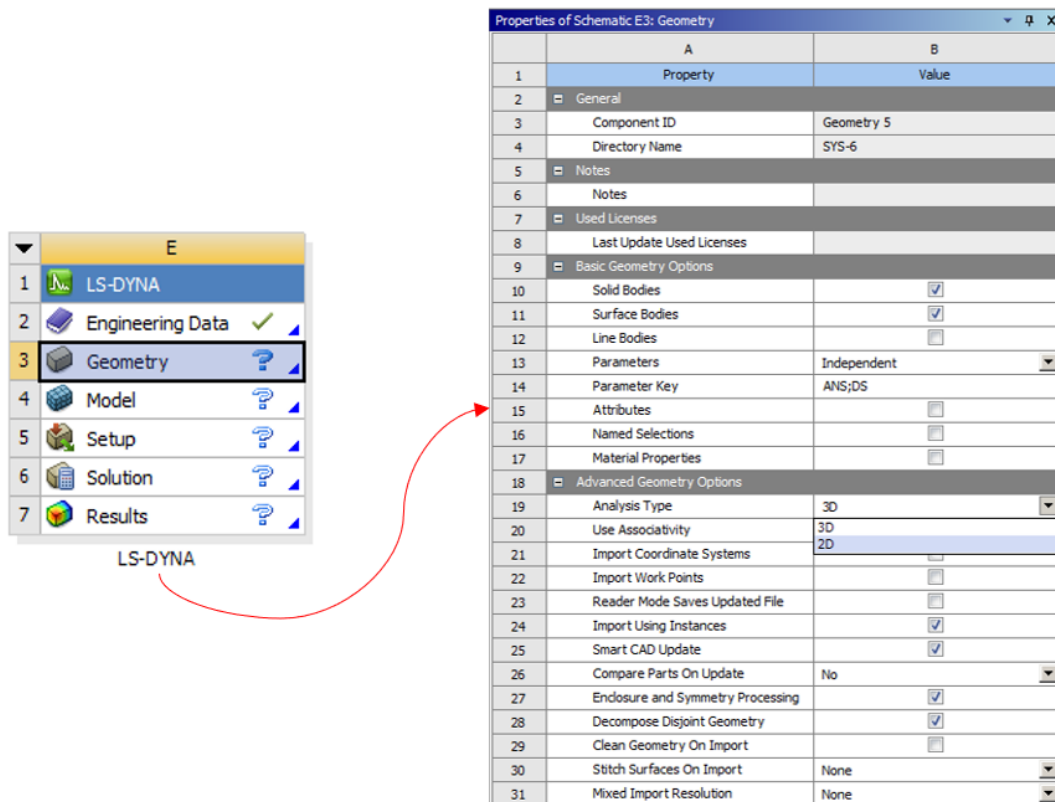 E
1 LS-DYNA
2 Engineering Data
3 Geometry ?
4 Model ?
5 Setup ?
6 Solution ?
7 Results ?
LS-DYNA
Properties of Schematic E3: Geometry
A B
1 Property Value
2 General
3 Component ID Geometry 5
4 Directory Name SYS-6
5 Notes
6 Notes
7 Used Licenses
8 Last Update Used Licenses
9 Basic Geometry Options
10 Solid Bodies
11 Surface Bodies
12 Line Bodies
13 Parameters Independent
14 Parameter Key ANS;DS
15 Attributes
16 Named Selections
17 Material Properties
18 Advanced Geometry Options
19 Analysis Type 3D
20 Use Associativity 3D
2D
21 Import Coordinate Systems
22 Import Work Points
23 Reader Mode Saves Updated File
24 Import Using Instances
25 Smart CAD Update
26 Compare Parts On Update No
27 Enclosure and Symmetry Processing
28 Decompose Disjoint Geometry
29 Clean Geometry On Import
30 Stitch Surfaces On Import None
31 Mixed Import Resolution None